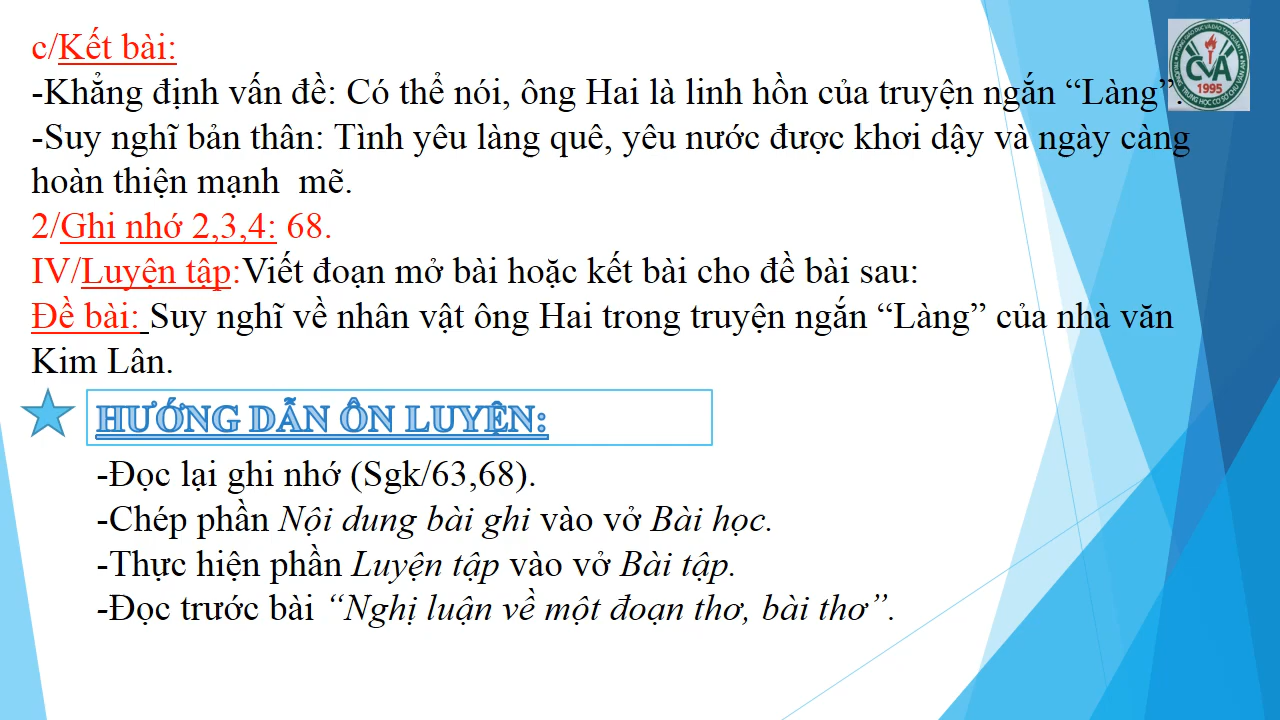 c/Kết bài:
-Khẳng định vấn đề: Có thể nói, ông Hai là linh hồn của truyện ngắn “Làng”.
-Suy nghĩ bản thân: Tình yêu làng quê, yêu nước được khơi dậy và ngày càng
hoàn thiện mạnh  mẽ.
2/Ghi nhớ 2,3,4: 68.
IV/Luyện tập:Viết đoạn mở bài hoặc kết bài cho đề bài sau:
Đề bài: Suy nghĩ về nhân vật ông Hai trong truyện ngắn “Làng” của nhà văn
Kim Lân.
HƯỚNG DẪN ÔN LUYỆN:
-Đọc lại ghi nhớ (Sgk/63,68).
-Chép phần Nội dung bài ghi vào vở Bài học.
-Thực hiện phần Luyện tập vào vở Bài tập.
-Đọc trước bài “Nghị luận về một đoạn thơ, bài thơ”.
CVA
1995